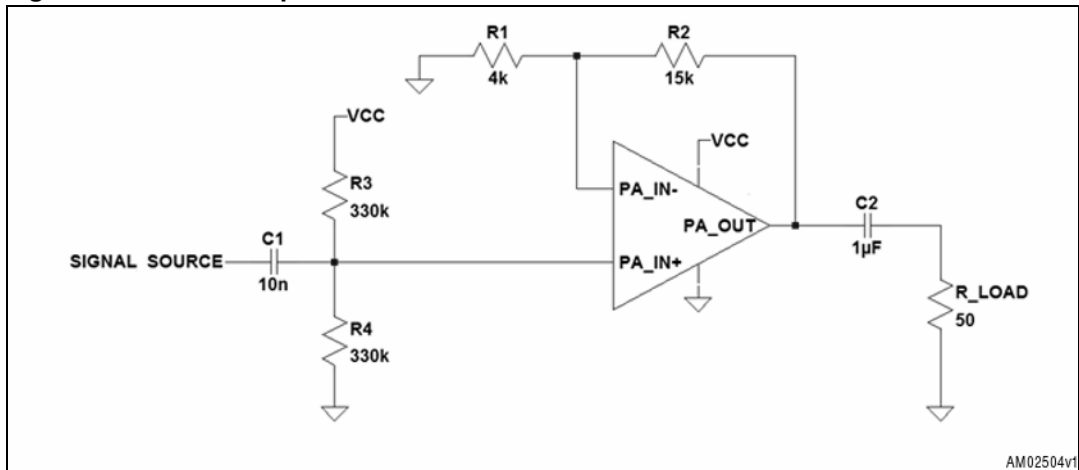 R1
4k
R2
15k
VCC
R3
330k
VCC
PA_IN-
PA_OUT
PA_IN+
C2
1µF
C1
SIGNAL SOURCE
10n
R_LOAD
50
R4
330k
AM02504v1